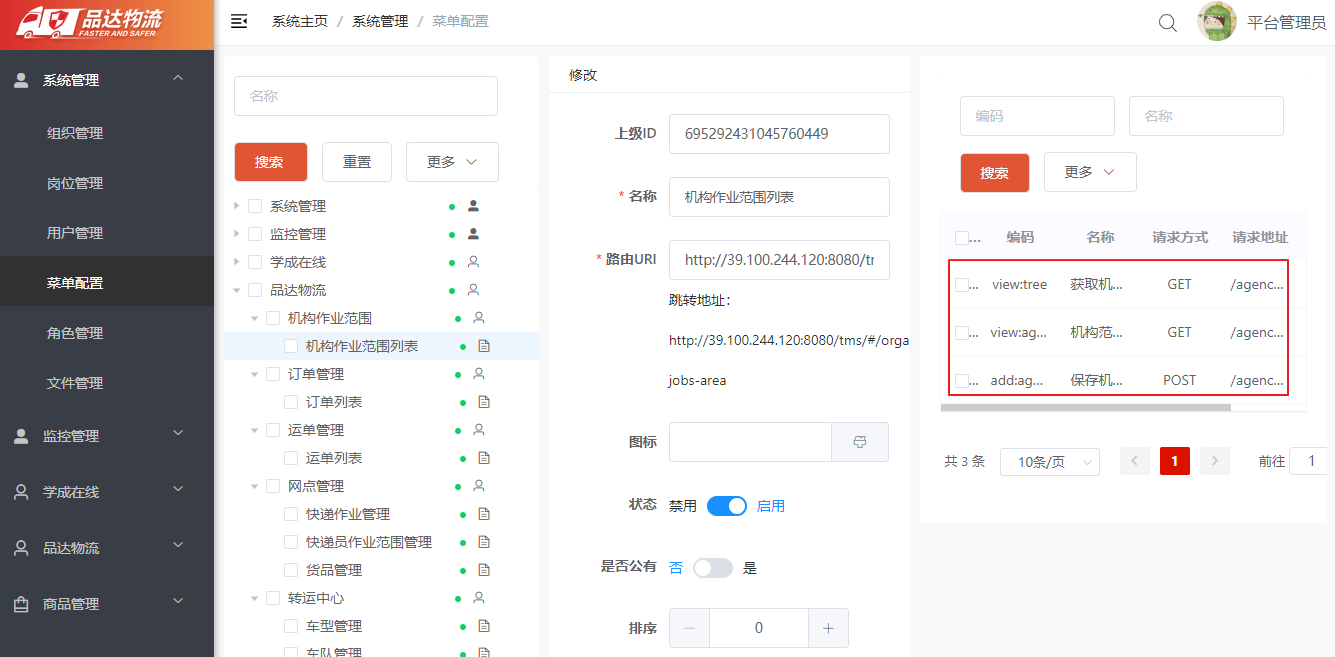 品达物流
FASTER AND SAFER
系统主页 / 系统管理 / 菜单配置
平台管理员
系统管理
组织管理
岗位管理
用户管理
菜单配置
角色管理
文件管理
监控管理
学成在线
品达物流
商品管理
名称
搜索 重置 更多
系统管理
监控管理
学成在线
品达物流
机构作业范围
机构作业范围列表
订单管理
订单列表
运单管理
运单列表
网点管理
快递作业管理
快递员作业范围管理
货品管理
转运中心
车型管理
车队管理
修改
上级ID 695292431045760449
* 名称 机构作业范围列表
* 路由URI http://39.100.244.120:8080/tr
跳转地址:
http://39.100.244.120:8080/tms/#/orga
jobs-area
图标
状态 禁用 启用
是否公有 否 是
排序 0
编码 名称
搜索 更多
... 编码 名称 请求方式 请求地址
... view:tree 获取机... GET /agenc...
... view:ag... 机构范... GET /agenc...
... add:ag... 保存机... POST /agenc...
共 3 条 10条/页 1 前往 1